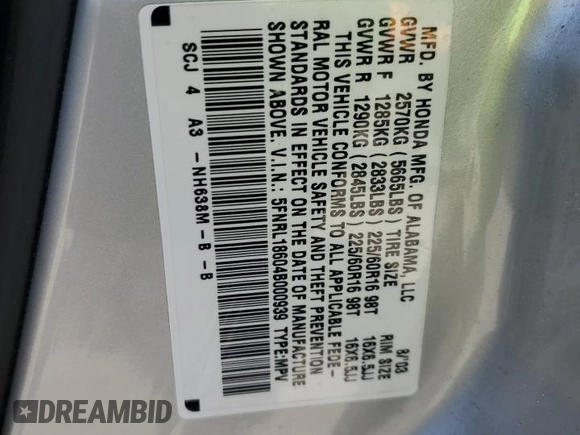 MFD. BY HONDA MFG. OF ALABAMA, LLC 8/'03
GVWR 2570KG (5665LBS) TIRE SIZE RIM SIZE
GVWR F 1285KG (2833LBS) 225/60R16 98T 16X6.5JJ
GVWR R 1290KG (2845LBS) 225/60R16 98T 16X6.5JJ
THIS VEHICLE CONFORMS TO ALL APPLICABLE FEDE-
RAL MOTOR VEHICLE SAFETY AND THEFT PREVENTION
STANDARDS IN EFFECT ON THE DATE OF MANUFACTURE
SHOWN ABOVE. V.I.N.: 5FNRL18604B000939 TYPE:MPV
SCJ 4 A3 -NH638M-B -B
DREAMBID